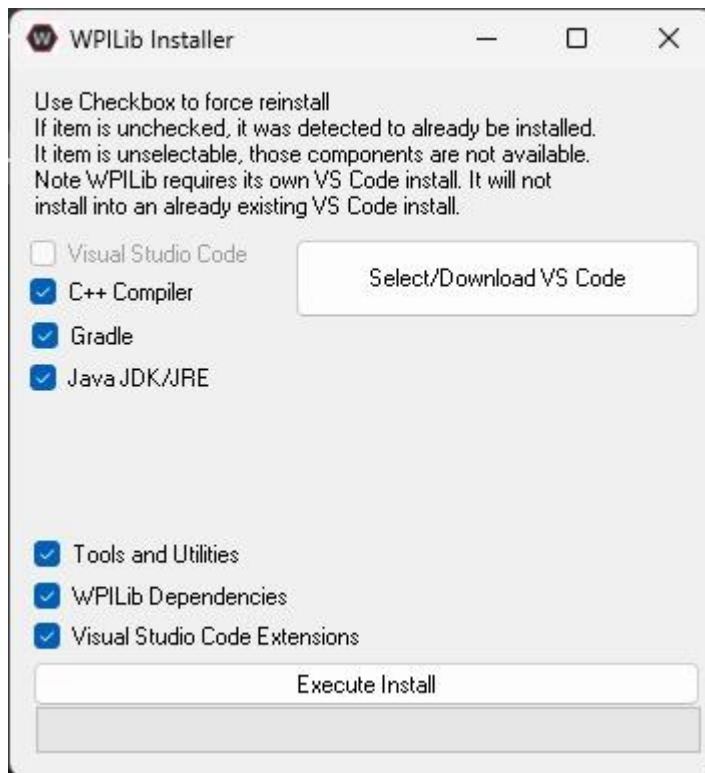 WPILib Installer
Use Checkbox to force reinstall
If item is unchecked, it was detected to already be installed.
It item is unselectable, those components are not available.
Note WPILib requires its own VS Code install. It will not
install into an already existing VS Code install.
Visual Studio Code
Select/Download VS Code
C++ Compiler
Gradle
Java JDK/JRE
Tools and Utilities
WPILib Dependencies
Visual Studio Code Extensions
Execute Install